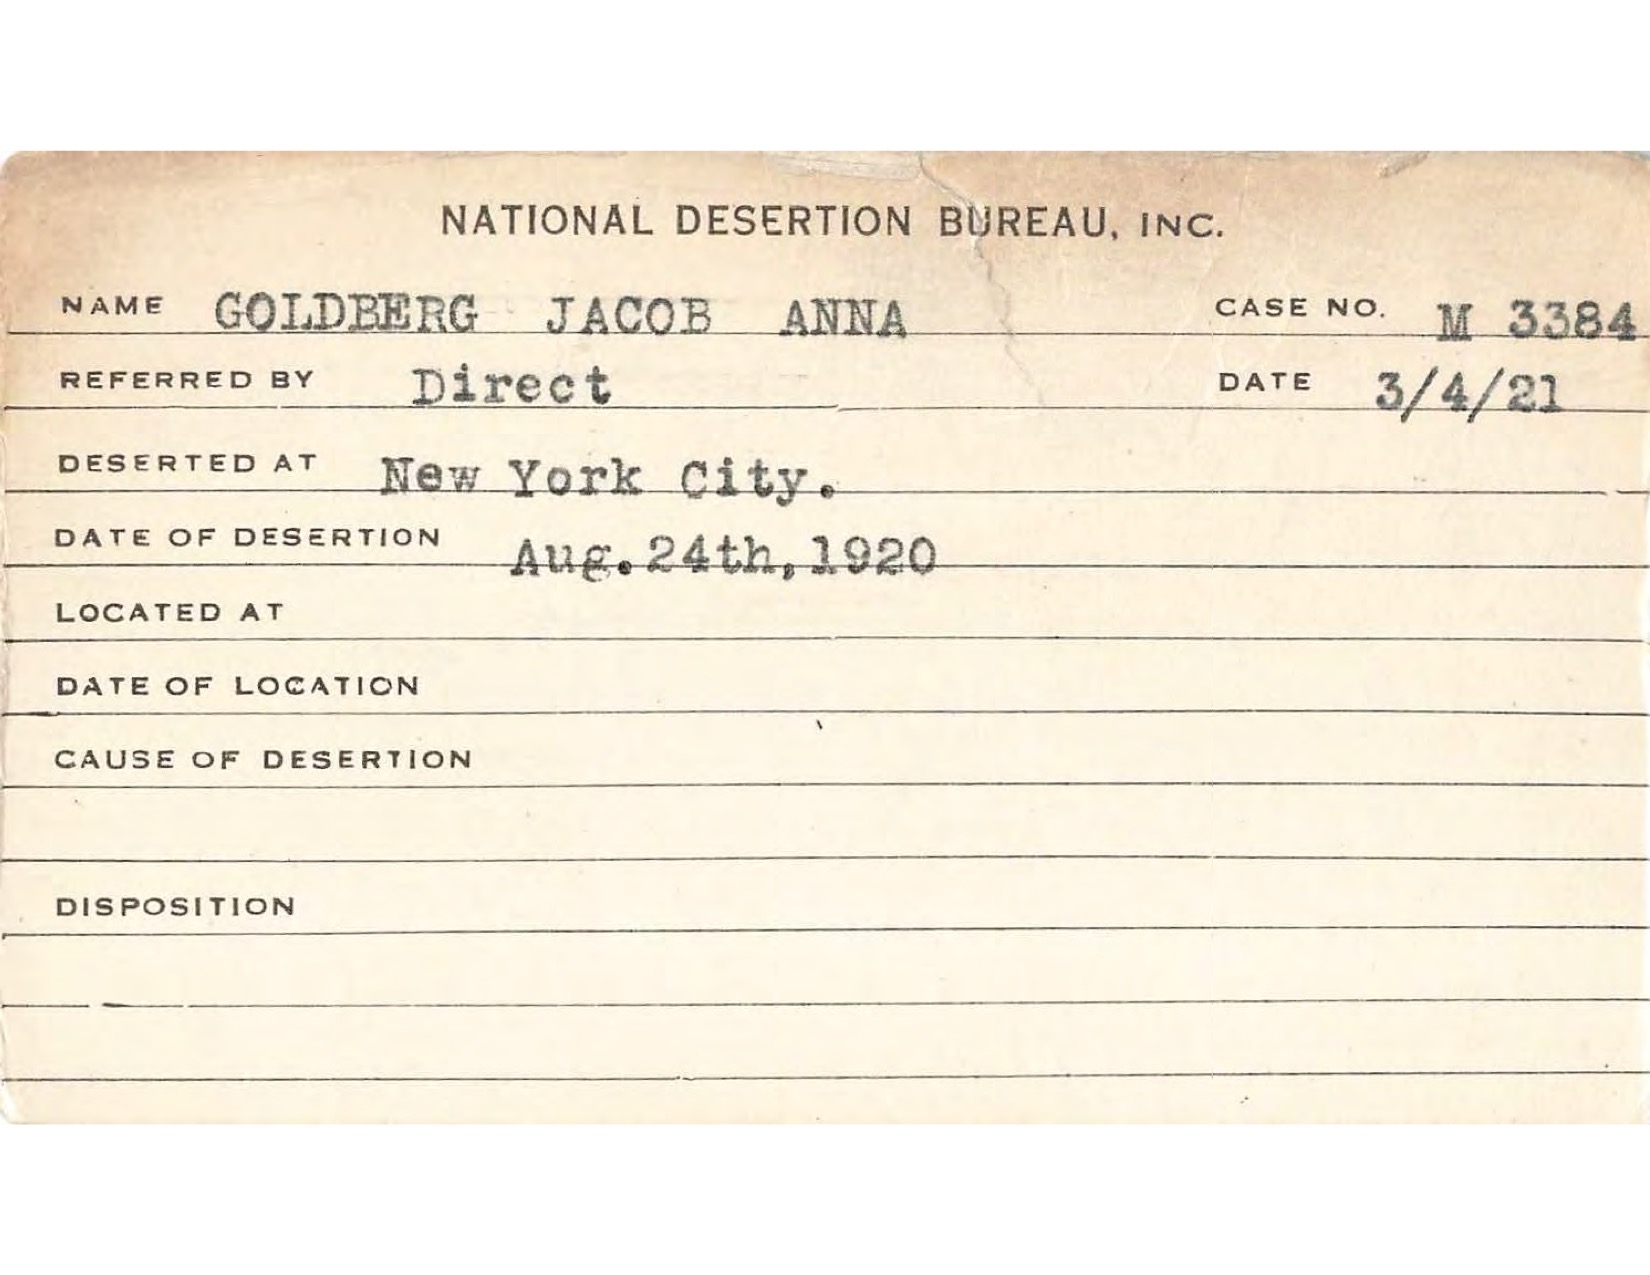 NATIONAL DESERTION BUREAU, INC.
NAME GOLDBERG JACOB ANNA CASE NO. M 3384
REFERRED BY Direct DATE 3/4/21
DESERTED AT New York City.
DATE OF DESERTION Aug.24th,1920
LOCATED AT
DATE OF LOCATION
CAUSE OF DESERTION
DISPOSITION